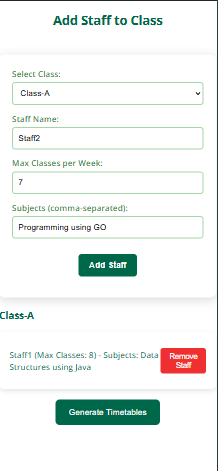 Add Staff to Class
Select Class:
Class-A
Staff Name:
Staff2
Max Classes per Week:
7
Subjects (comma-separated):
Programming using GO
Add Staff
Class-A
Staff1 (Max Classes: 8) - Subjects: Data
Structures using Java
Remove
Staff
Generate Timetables